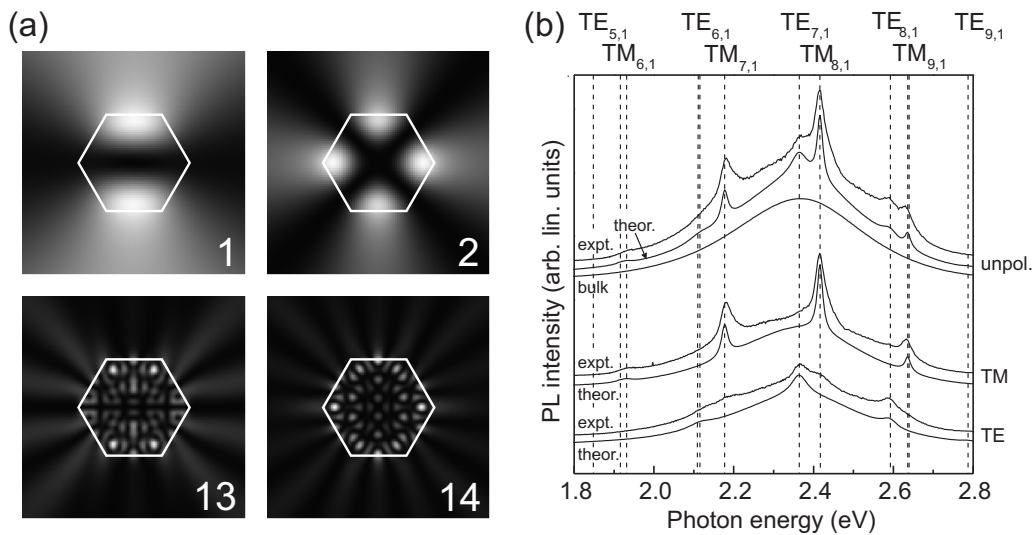 (a)
1
2
13
14
(b)
TE5,1 TE6,1 TE7,1 TE8,1 TE9,1
TM6,1 TM7,1 TM8,1 TM9,1
PL intensity (arb. lin. units)
expt.
theor.
bulk
unpol.
expt.
theor.
TM
expt.
theor.
TE
1.8 2.0 2.2 2.4 2.6 2.8
Photon energy (eV)